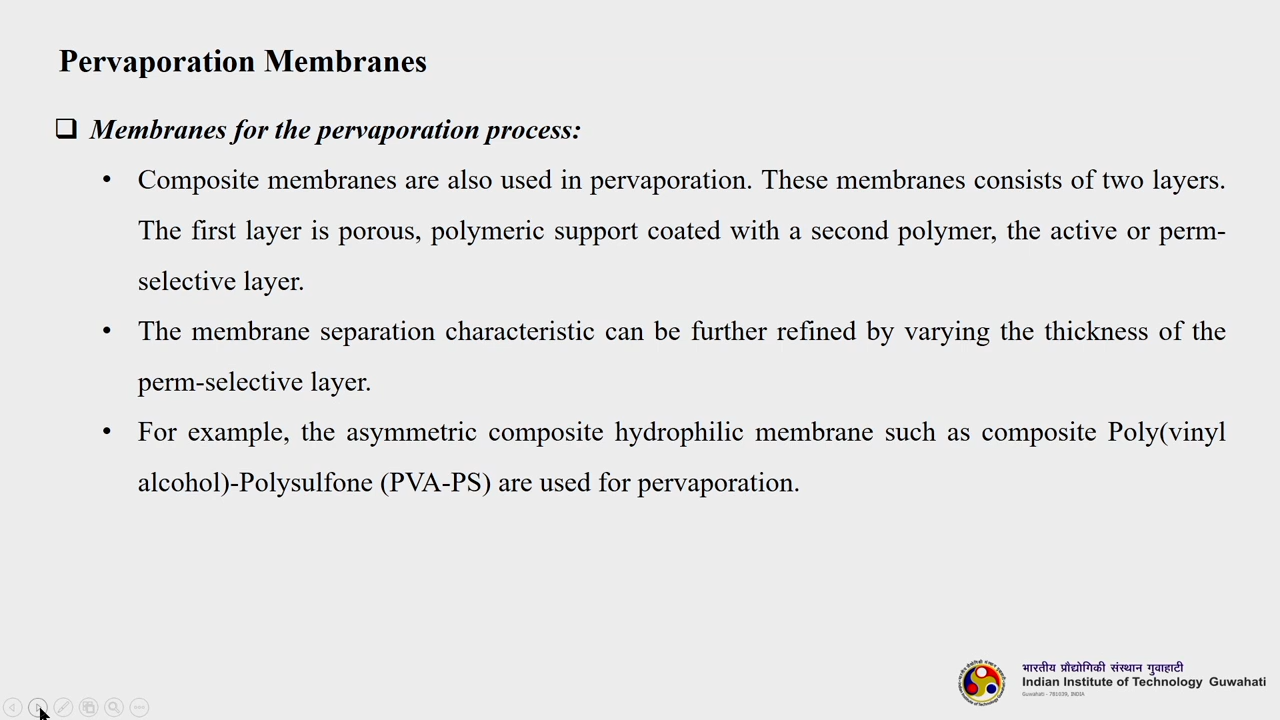 Pervaporation Membranes
Membranes for the pervaporation process:
• Composite membranes are also used in pervaporation. These membranes consists of two layers.
The first layer is porous, polymeric support coated with a second polymer, the active or perm-
selective layer.
• The membrane separation characteristic can be further refined by varying the thickness of the
perm-selective layer.
• For example, the asymmetric composite hydrophilic membrane such as composite Poly(vinyl
alcohol)-Polysulfone (PVA-PS) are used for pervaporation.
भारतीय प्रौद्योगिकी संस्थान गुवाहाटी
Indian Institute of Technology Guwahati
Guwahati - 781039, INDIA